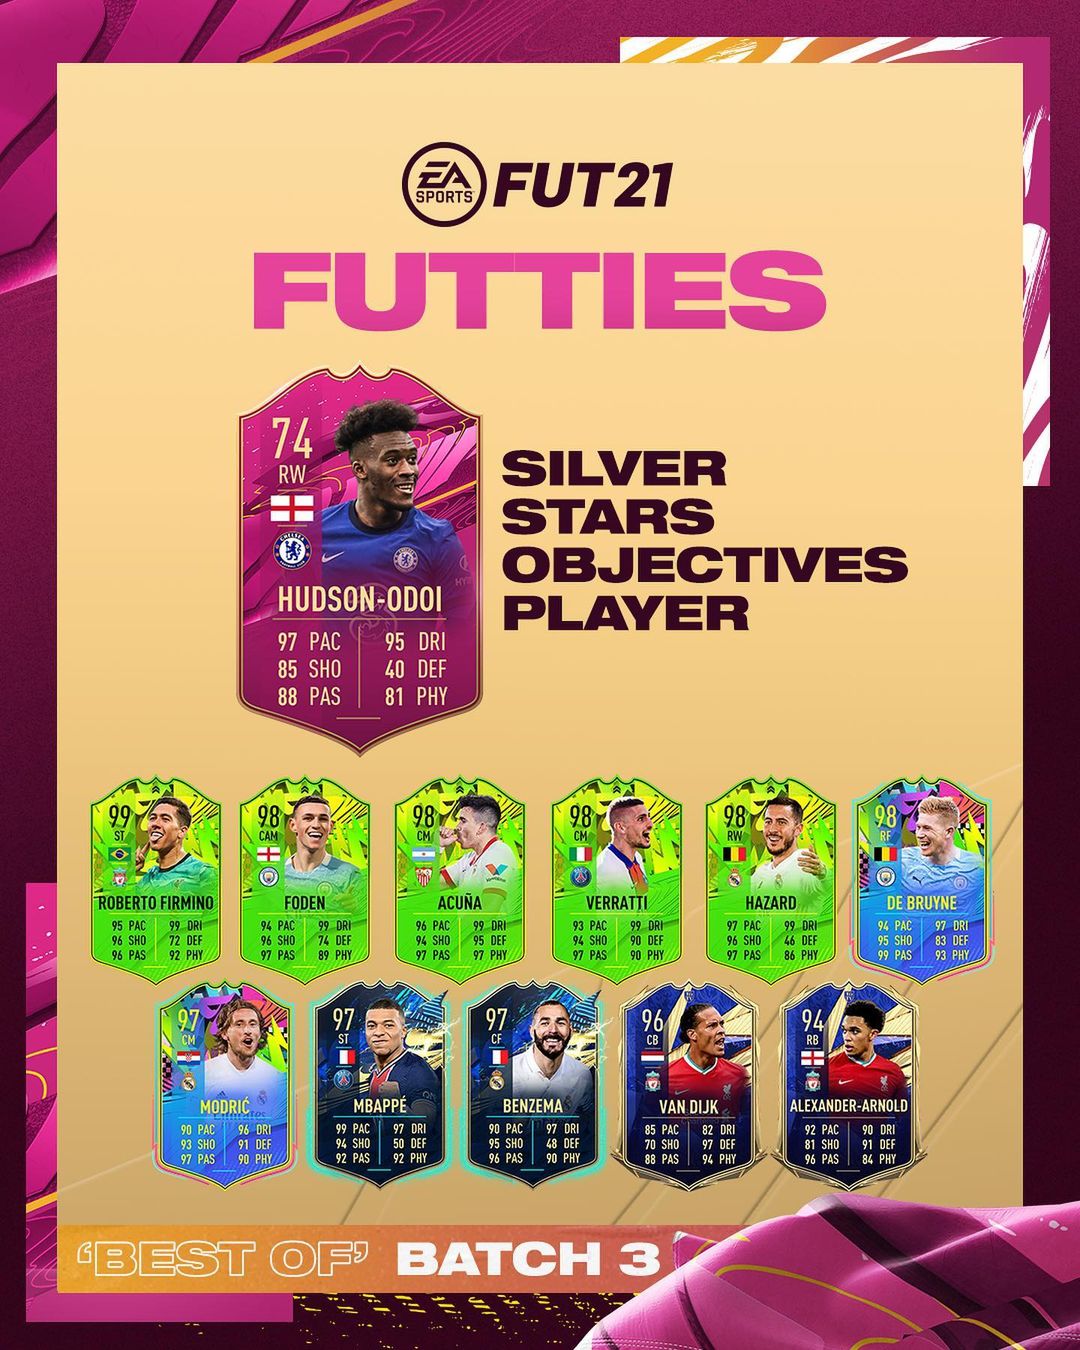 EA
SPORTS
FUT21
FUTTIES
74
RW
HUDSON-ODOI
97 PAC 95 DRI
85 SHO 40 DEF
88 PAS 81 PHY
SILVER
STARS
OBJECTIVES
PLAYER
99
ST
ROBERTO FIRMINO
95 PAC 99 DRI
96 SHO 72 DEF
96 PAS 92 PHY
98
CAM
FODEN
94 PAC 99 DRI
96 SHO 74 DEF
97 PAS 89 PHY
98
CM
ACUÑA
96 PAC 99 DRI
94 SHO 95 DEF
97 PAS 97 PHY
98
CM
VERRATTI
93 PAC 99 DRI
94 SHO 90 DEF
97 PAS 90 PHY
98
RW
HAZARD
97 PAC 99 DRI
96 SHO 46 DEF
97 PAS 86 PHY
98
RF
DE BRUYNE
94 PAC 97 DRI
95 SHO 83 DEF
99 PAS 93 PHY
97
CM
MODRIĆ
90 PAC 96 DRI
93 SHO 91 DEF
97 PAS 90 PHY
97
ST
MBAPPÉ
99 PAC 97 DRI
94 SHO 50 DEF
92 PAS 92 PHY
97
CF
BENZEMA
90 PAC 97 DRI
95 SHO 48 DEF
96 PAS 90 PHY
96
CB
VAN DIJK
85 PAC 82 DRI
70 SHO 97 DEF
88 PAS 94 PHY
94
RB
ALEXANDER-ARNOLD
92 PAC 90 DRI
81 SHO 91 DEF
96 PAS 84 PHY
‘BEST OF’ BATCH 3